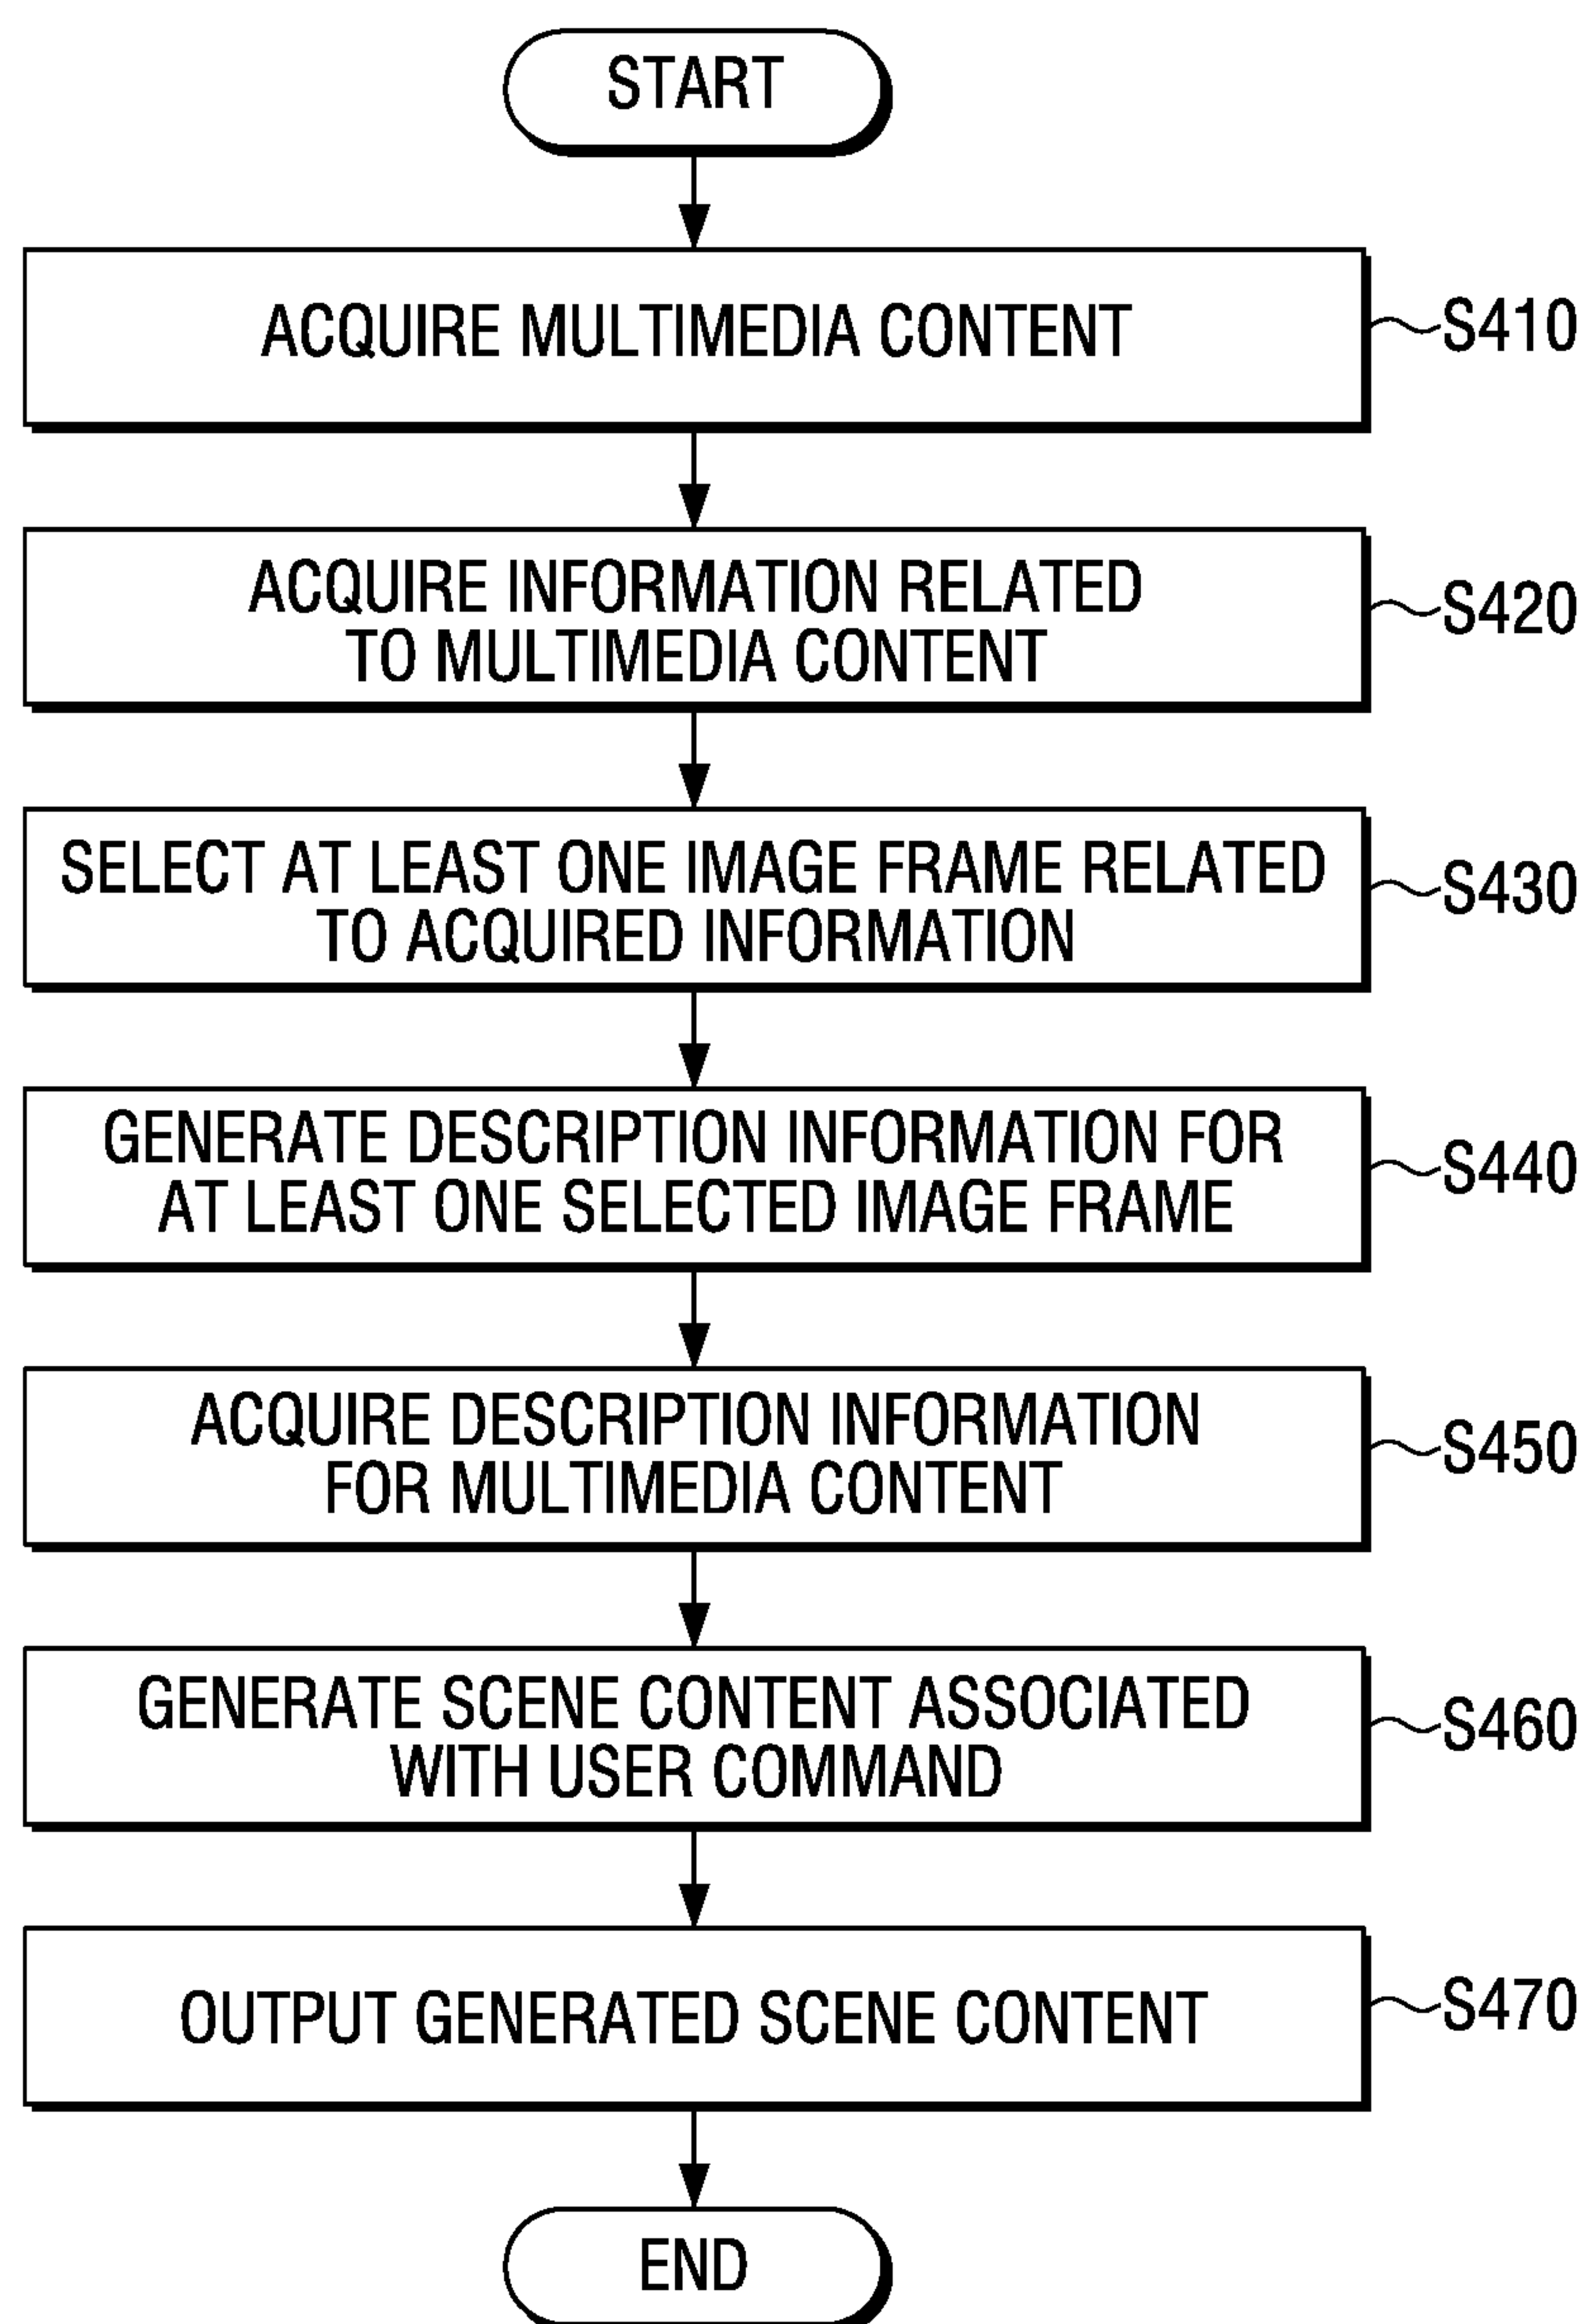 START
ACQUIRE MULTIMEDIA CONTENT
S410
ACQUIRE INFORMATION RELATED
TO MULTIMEDIA CONTENT
S420
SELECT AT LEAST ONE IMAGE FRAME RELATED
TO ACQUIRED INFORMATION
S430
GENERATE DESCRIPTION INFORMATION FOR
AT LEAST ONE SELECTED IMAGE FRAME
S440
ACQUIRE DESCRIPTION INFORMATION
FOR MULTIMEDIA CONTENT
S450
GENERATE SCENE CONTENT ASSOCIATED
WITH USER COMMAND
S460
OUTPUT GENERATED SCENE CONTENT
S470
END